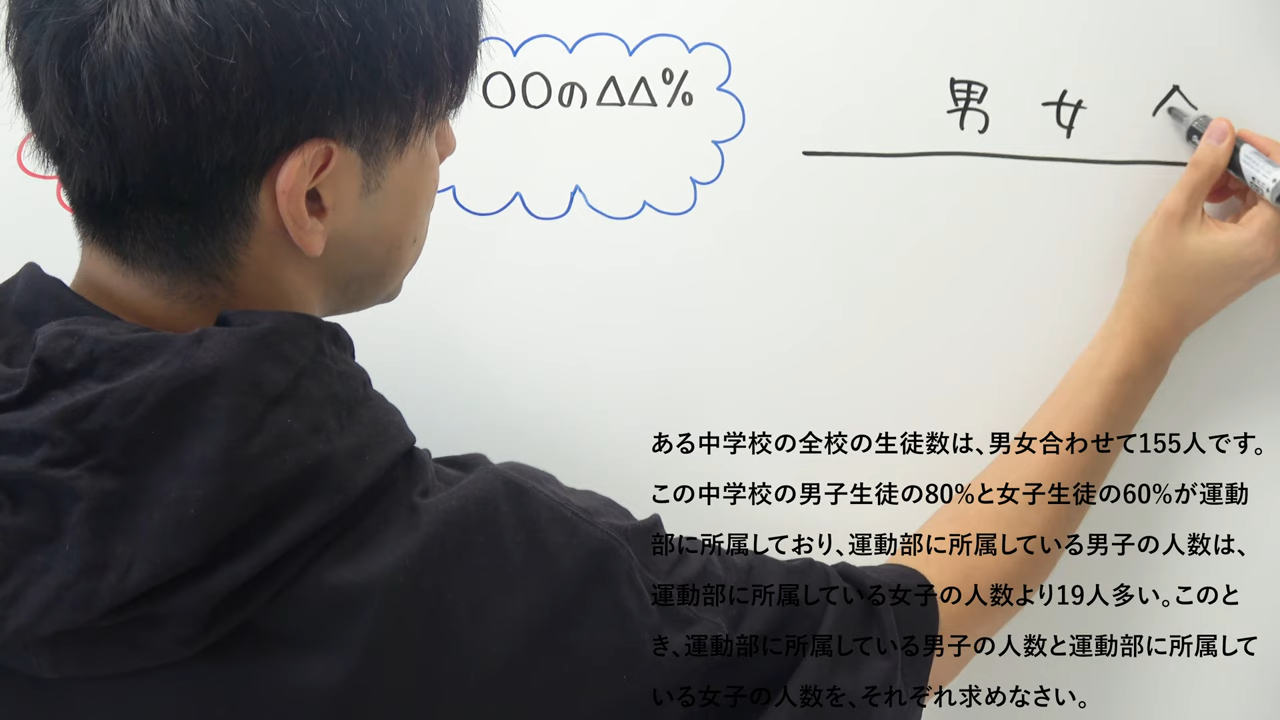 〇〇の△△%
男 女
ある中学校の全校の生徒数は、男女合わせて155人です。
この中学校の男子生徒の80%と女子生徒の60%が運動
部に所属しており、運動部に所属している男子の人数は、
運動部に所属している女子の人数より19人多い。このと
き、運動部に所属している男子の人数と運動部に所属して
いる女子の人数を、それぞれ求めなさい。